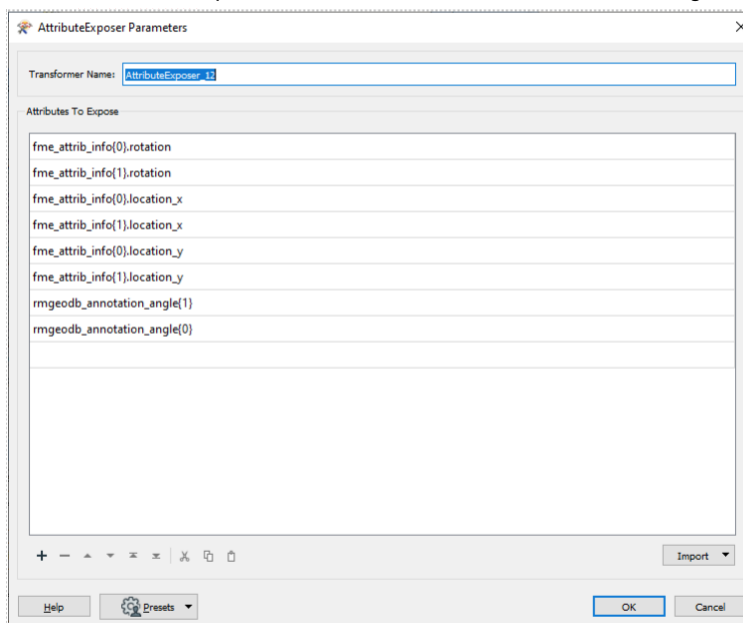 AttributeExposer Parameters
Transformer Name: AttributeExposer_12
Attributes To Expose
fme_attrib_info{0}.rotation
fme_attrib_info{1}.rotation
fme_attrib_info{0}.location_x
fme_attrib_info{1}.location_x
fme_attrib_info{0}.location_y
fme_attrib_info{1}.location_y
rmgeodb_annotation_angle{1}
rmgeodb_annotation_angle{0}
Import
Help Presets OK Cancel